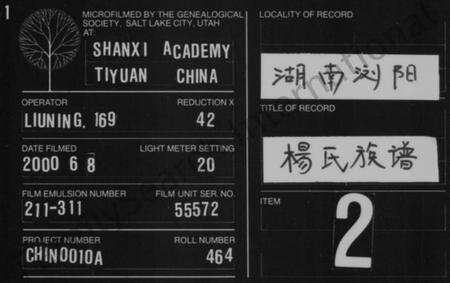 1
MICROFILMED BY THE GENEALOGICAL
SOCIETY, SALT LAKE CITY, UTAH
AT:
SHANXI ACADEMY
TIYUAN CHINA
OPERATOR REDUCTION X
LIUNING, 169 42
DATE FILMED LIGHT METER SETTING
2000 6 8 20
FILM EMULSION NUMBER FILM UNIT SER. NO.
211-311 55572
PROJECT NUMBER ROLL NUMBER
CHIN0010A 464
LOCALITY OF RECORD
湖南浏阳
TITLE OF RECORD
楊氏族谱
ITEM
2